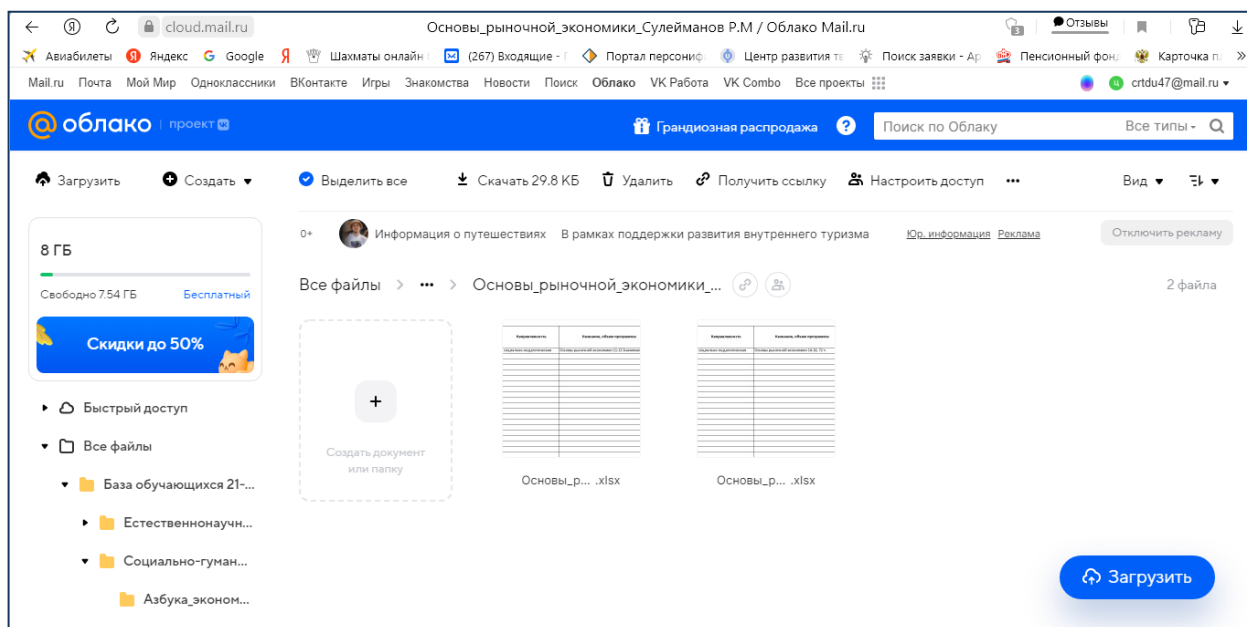 cloud.mail.ru Основы_рыночной_экономики_Сулейманов Р.М / Облако Mail.ru 3 Отзывы
Авиабилеты Яндекс Google Шахматы онлайн (267) Входящие - Портал персониф Центр развития те Поиск заявки - Ар Пенсионный фонд Карточка п
Mail.ru Почта Мой Мир Одноклассники ВКонтакте Игры Знакомства Новости Поиск Облако VK Работа VK Combo Все проекты crtdu47@mail.ru
облако проект Грандиозная распродажа ? Поиск по Облаку Все типы
Загрузить Создать Выделить все Скачать 29.8 КБ Удалить Получить ссылку Настроить доступ Вид
8 ГБ
Свободно 7.54 ГБ Бесплатный
Скидки до 50%
Быстрый доступ
Все файлы
База обучающихся 21-...
Естественнонаучн...
Социально-гуман...
Азбука_эконом...
0+ Информация о путешествиях В рамках поддержки развития внутреннего туризма Юр. информация Реклама Отключить рекламу
Все файлы > ... > Основы_рыночной_экономики_... 2 файла
Создать документ
или папку
Основы_р... .xlsx Основы_р... .xlsx
Загрузить